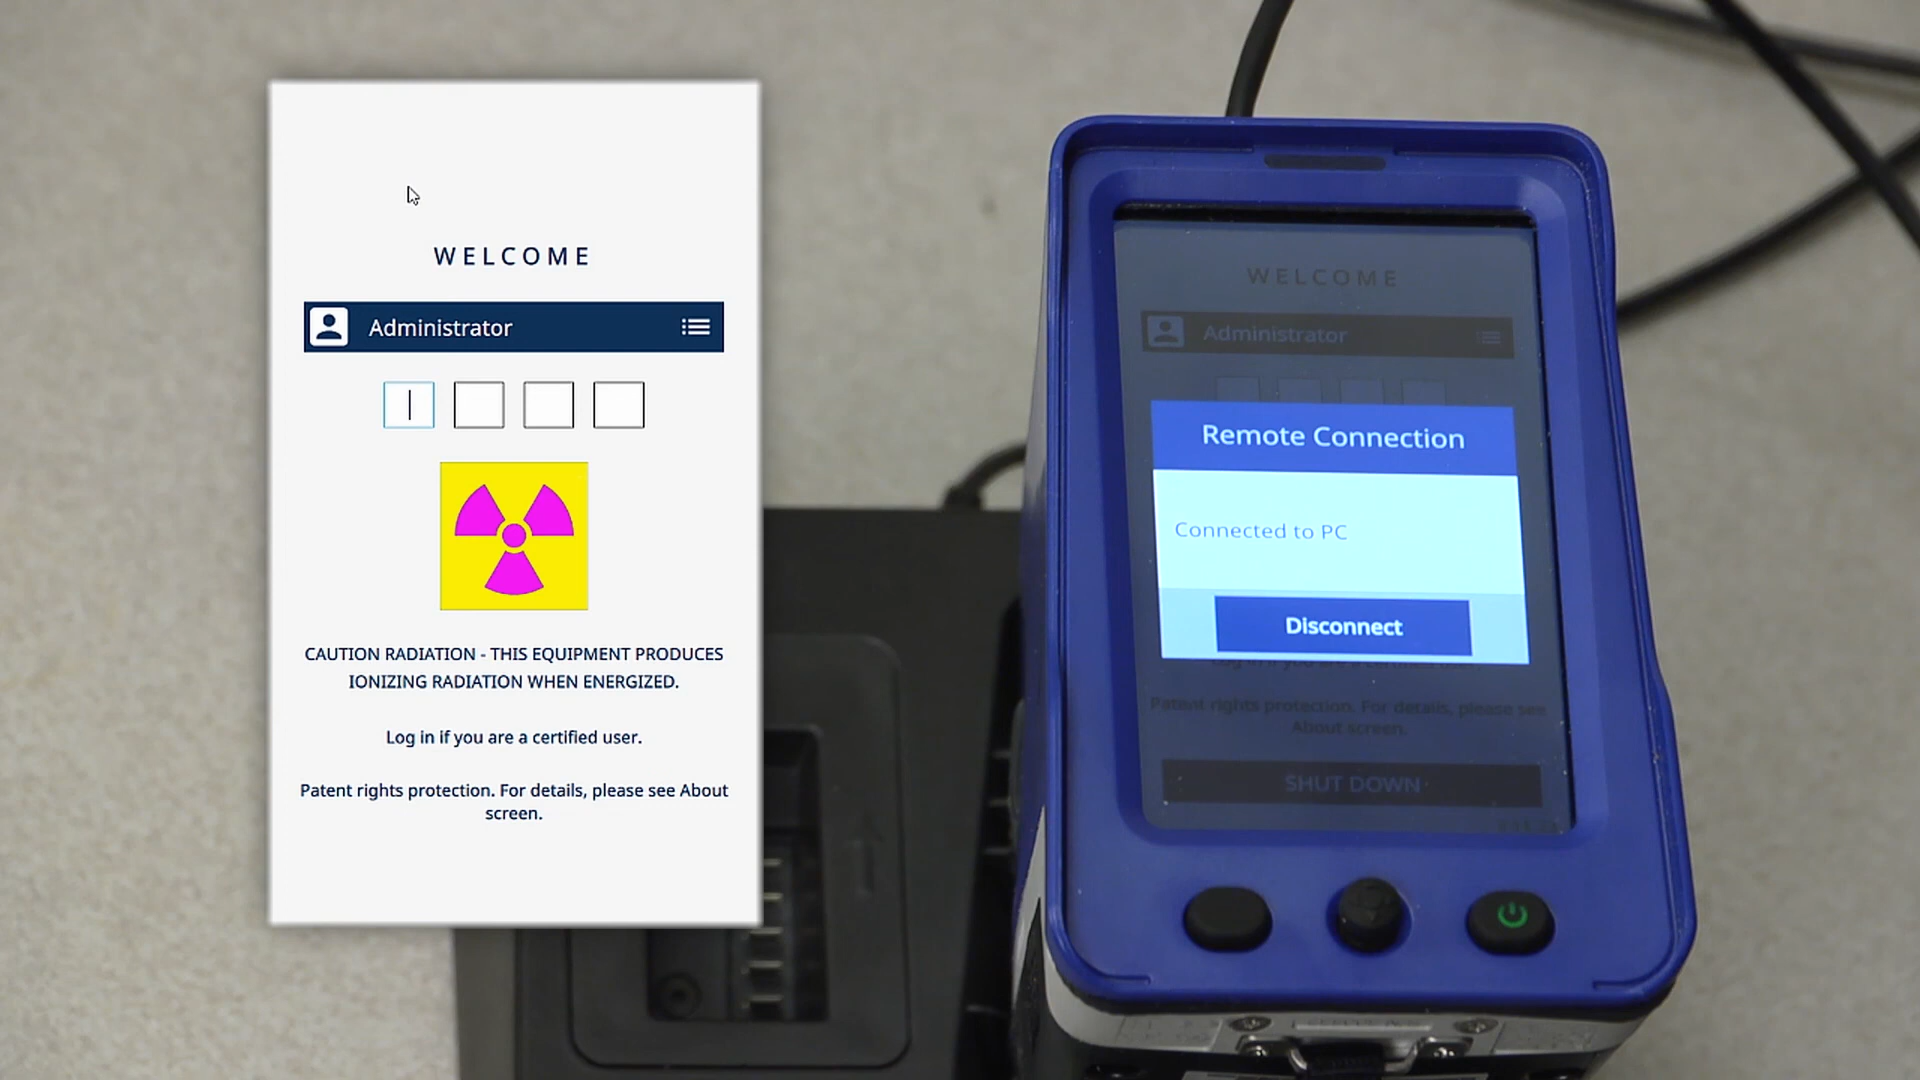 WELCOME
Administrator
CAUTION RADIATION - THIS EQUIPMENT PRODUCES
IONIZING RADIATION WHEN ENERGIZED.
Log in if you are a certified user.
Patent rights protection. For details, please see About
screen.
WELCOME
Administrator
Remote Connection
Connected to PC
Disconnect
Patent rights protection. For details, please see
About screen.
SHUT DOWN